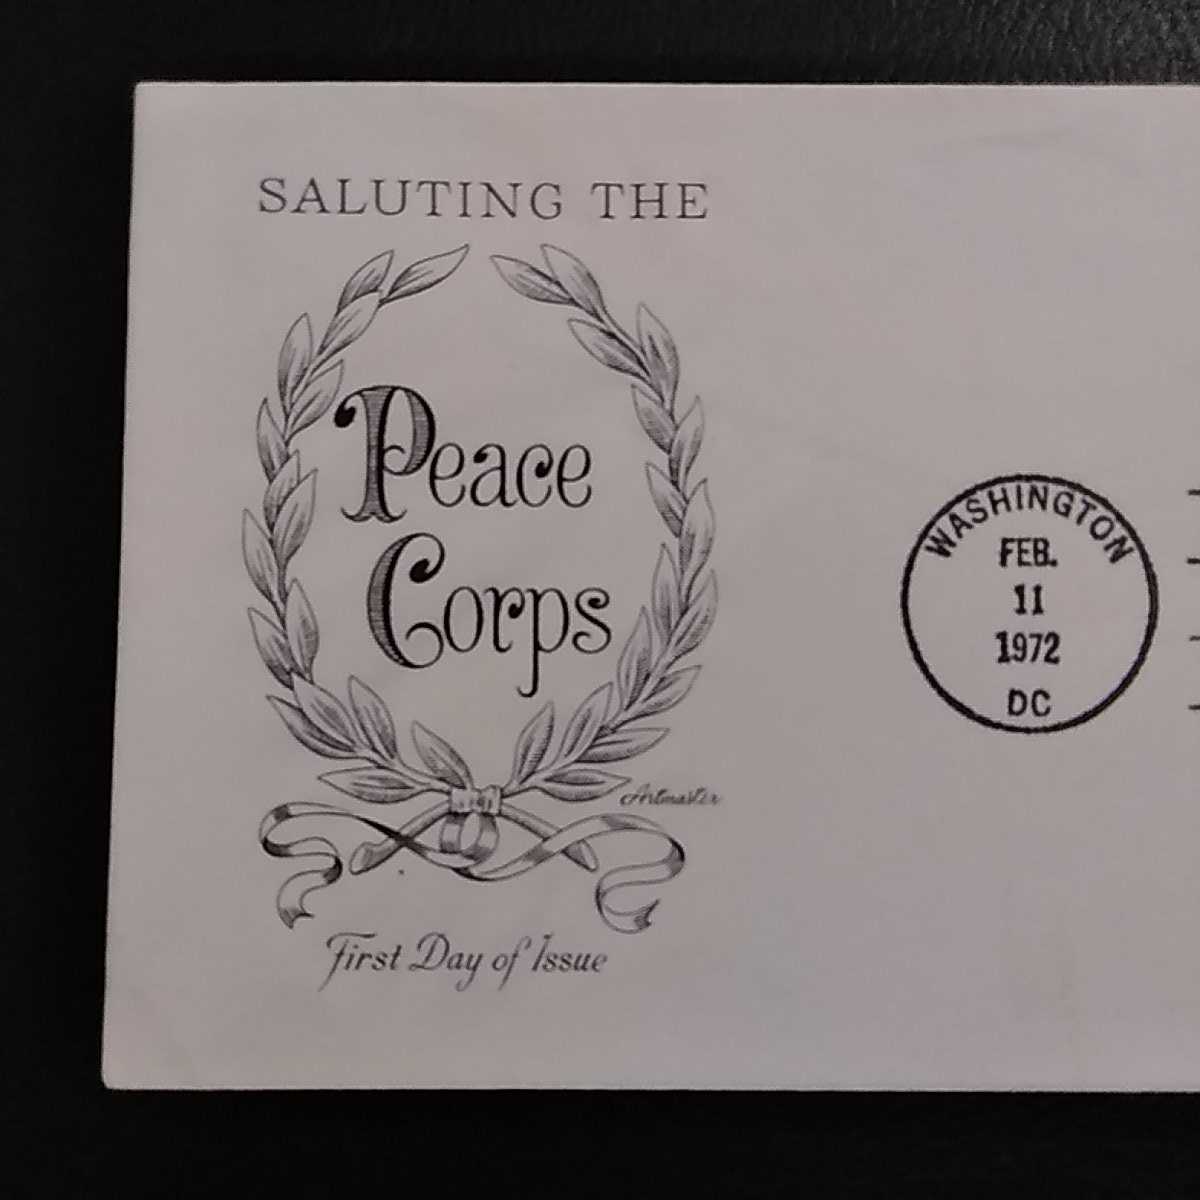 SALUTING THE
Peace
Corps
Artmaster
First Day of Issue
WASHINGTON
FEB.
11
1972
DC